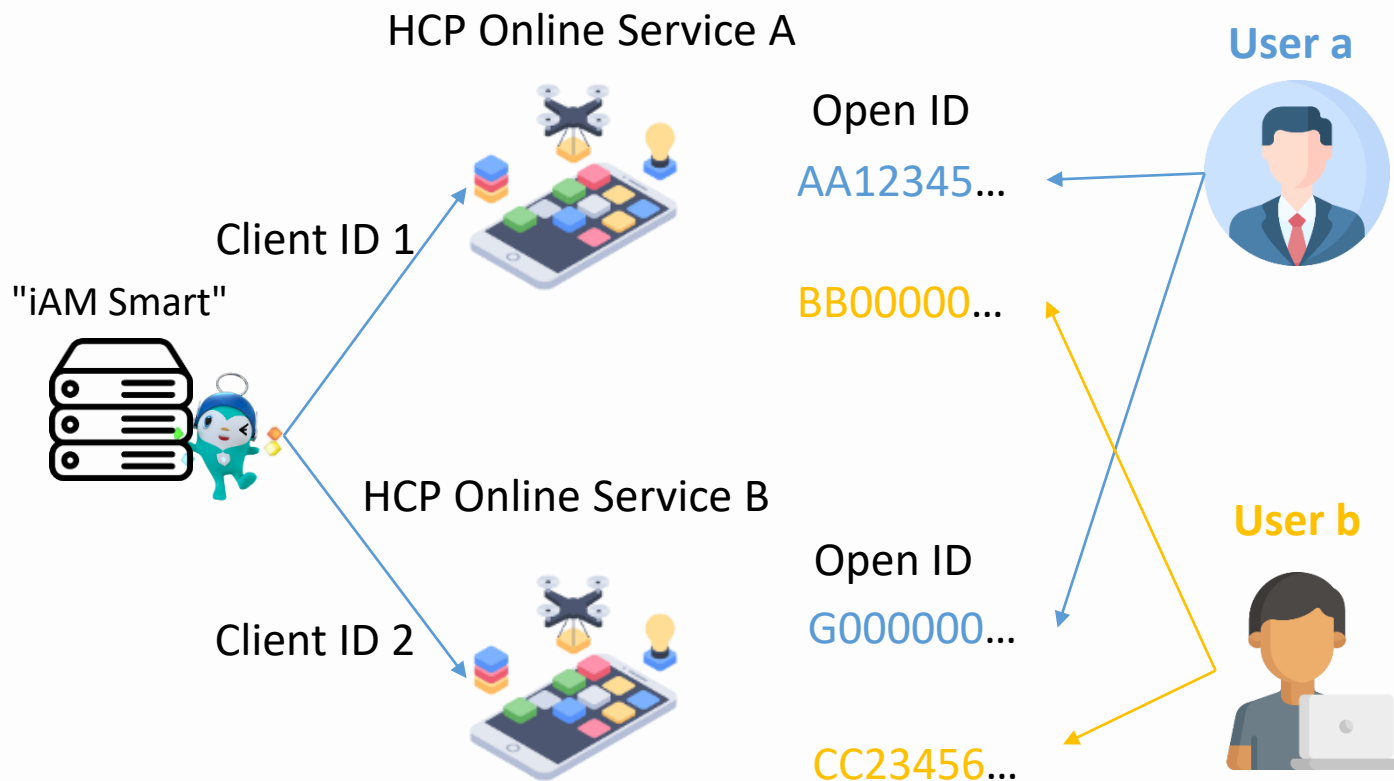 HCP Online Service A
User a
Open ID
AA12345...
Client ID 1
"iAM Smart"
BB00000...
HCP Online Service B
User b
Open ID
G000000...
Client ID 2
CC23456...